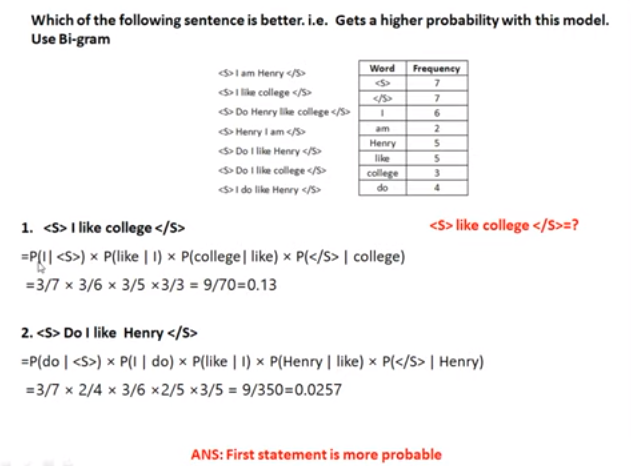 Which of the following sentence is better. i.e. Gets a higher probability with this model.
Use Bi-gram
<S> I am Henry </S>
<S> I like college </S>
<S> Do Henry like college </S>
<S> Henry I am </S>
<S> Do I like Henry </S>
<S> Do I like college </S>
<S> I do like Henry </S>
Word Frequency
<S> 7
</S> 7
I 6
am 2
Henry 5
like 5
college 3
do 4
1. <S> I like college </S>
<S> like college </S>=?
=P(I| <S>) × P(like | I) × P(college| like) × P(</S> | college)
=3/7 × 3/6 × 3/5 ×3/3 = 9/70=0.13
2. <S> Do I like Henry </S>
=P(do | <S>) × P(I | do) × P(like | I) × P(Henry | like) × P(</S> | Henry)
=3/7 × 2/4 × 3/6 ×2/5 ×3/5 = 9/350=0.0257
ANS: First statement is more probable